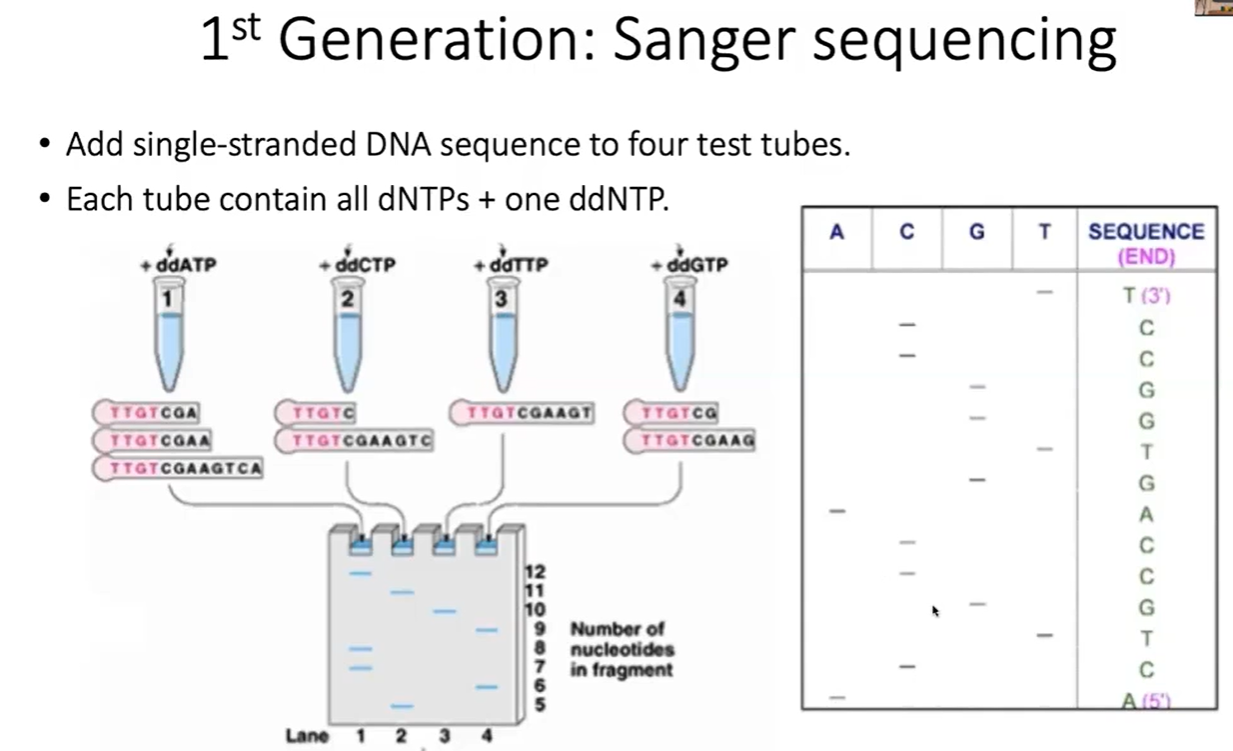 1st Generation: Sanger sequencing
• Add single-stranded DNA sequence to four test tubes.
• Each tube contain all dNTPs + one ddNTP.
+ ddATP + ddCTP + ddTTP + ddGTP
1 2 3 4
TTGTCGA TTGTC TTGTCGAAGT TTGTCG
TTGTCGAA TTGTCGAAGTC TTGTCGAAG
TTGTCGAAGTCA
12
11
10
9
8
7
6
5
Number of
nucleotides
in fragment
Lane 1 2 3 4
A C G T SEQUENCE
(END)
T (3')
C
C
G
G
T
G
A
C
C
G
T
C
A (5')